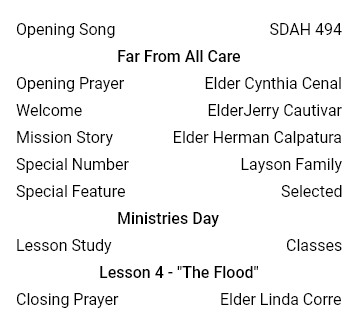 Opening Song SDAH 494
Far From All Care
Opening Prayer Elder Cynthia Cenal
Welcome ElderJerry Cautivar
Mission Story Elder Herman Calpatura
Special Number Layson Family
Special Feature Selected
Ministries Day
Lesson Study Classes
Lesson 4 - "The Flood"
Closing Prayer Elder Linda Corre